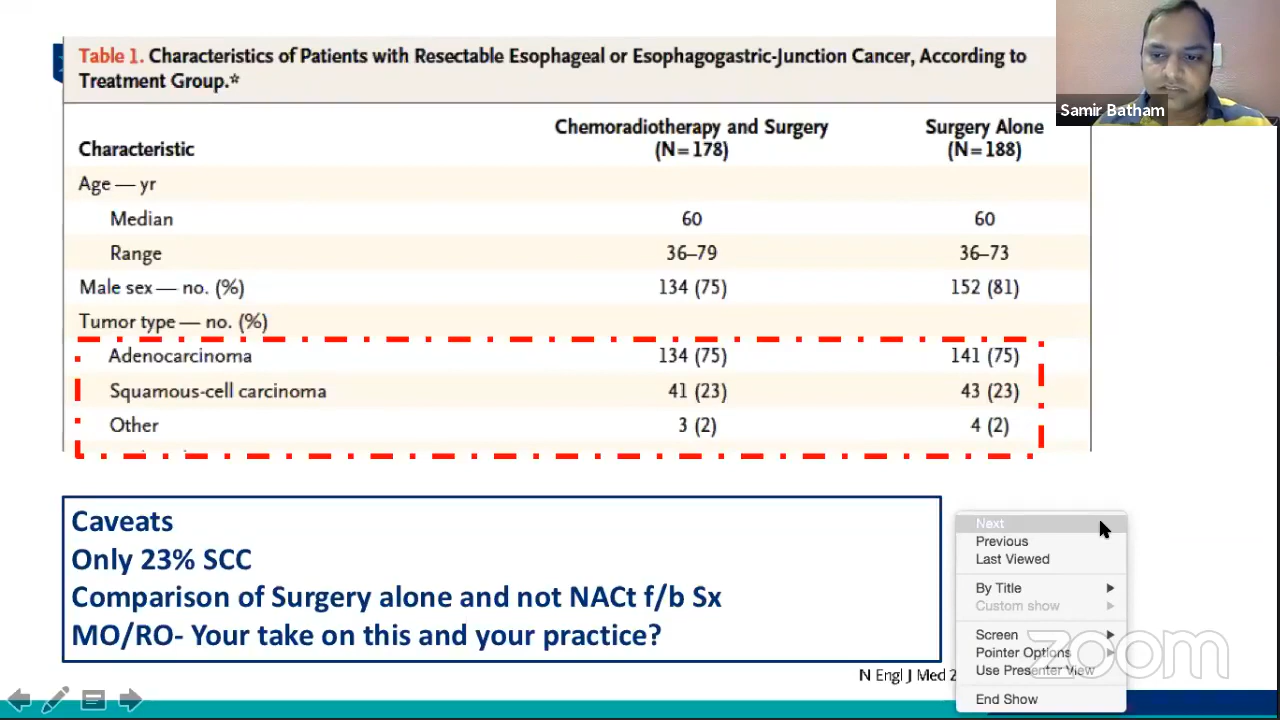 Table 1. Characteristics of Patients with Resectable Esophageal or Esophagogastric-Junction Cancer, According to
Treatment Group.*
Samir Batham
Characteristic Chemoradiotherapy and Surgery (N=178) Surgery Alone (N=188)
Age — yr
Median 60 60
Range 36–79 36–73
Male sex — no. (%) 134 (75) 152 (81)
Tumor type — no. (%)
Adenocarcinoma 134 (75) 141 (75)
Squamous-cell carcinoma 41 (23) 43 (23)
Other 3 (2) 4 (2)
Caveats
Only 23% SCC
Comparison of Surgery alone and not NACt f/b Sx
MO/RO- Your take on this and your practice?
N Engl J Med 2
Next
Previous
Last Viewed
By Title
Custom show
Screen
Pointer Options
Use Presenter View
End Show
zoom